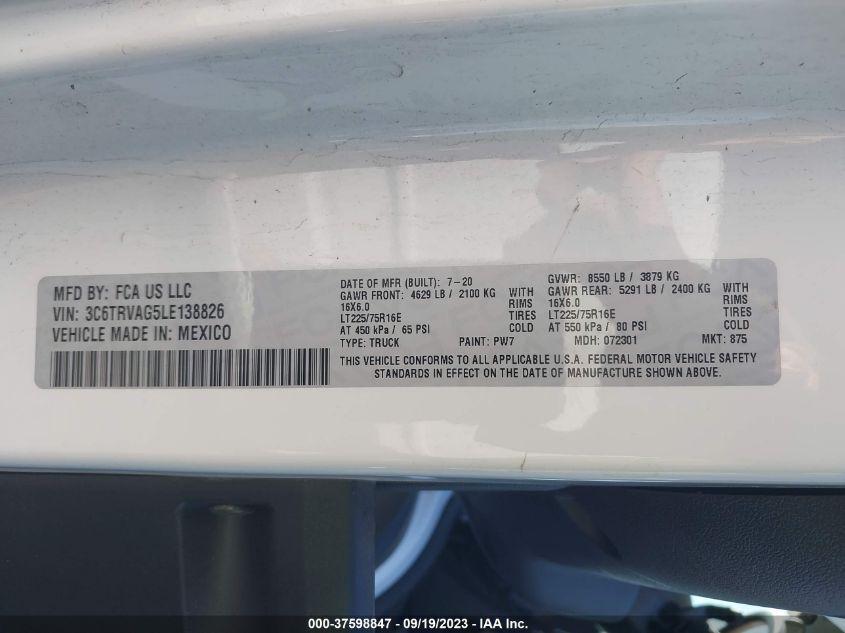 MFD BY: FCA US LLC
VIN: 3C6TRVAG5LE138826
VEHICLE MADE IN: MEXICO
DATE OF MFR (BUILT): 7-20
GAWR FRONT: 4629 LB / 2100 KG WITH
16X6.0 RIMS
LT225/75R16E TIRES
AT 450 kPa / 65 PSI COLD
TYPE: TRUCK PAINT: PW7
GVWR: 8550 LB / 3879 KG
GAWR REAR: 5291 LB / 2400 KG WITH
16X6.0 RIMS
LT225/75R16E TIRES
AT 550 kPa / 80 PSI COLD
MDH: 072301 MKT: 875
THIS VEHICLE CONFORMS TO ALL APPLICABLE U.S.A. FEDERAL MOTOR VEHICLE SAFETY
STANDARDS IN EFFECT ON THE DATE OF MANUFACTURE SHOWN ABOVE.
000-37598847 - 09/19/2023 - © IAA Inc.